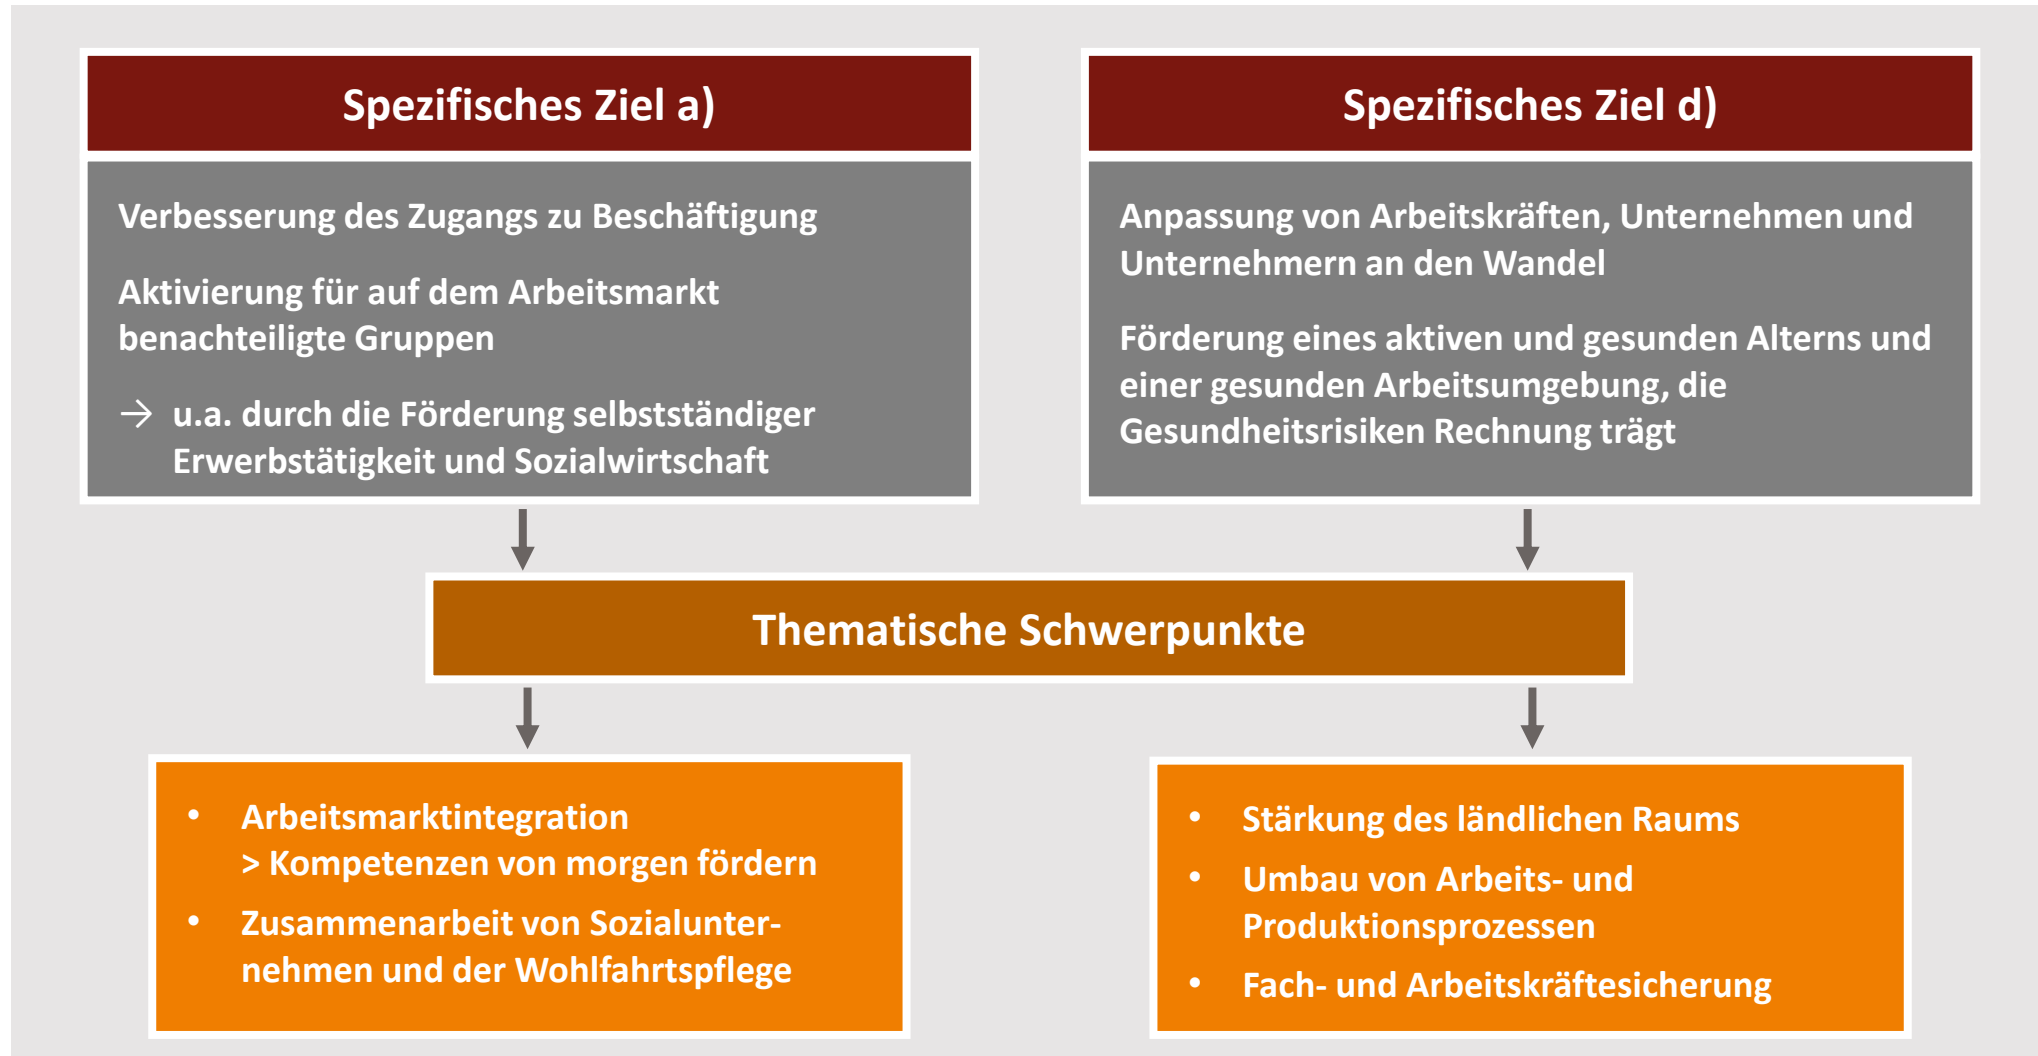 Spezifisches Ziel a)
Verbesserung des Zugangs zu Beschäftigung
Aktivierung für auf dem Arbeitsmarkt
benachteiligte Gruppen
→ u.a. durch die Förderung selbstständiger
Erwerbstätigkeit und Sozialwirtschaft
Spezifisches Ziel d)
Anpassung von Arbeitskräften, Unternehmen und
Unternehmern an den Wandel
Förderung eines aktiven und gesunden Alterns und
einer gesunden Arbeitsumgebung, die
Gesundheitsrisiken Rechnung trägt
Thematische Schwerpunkte
• Arbeitsmarktintegration
> Kompetenzen von morgen fördern
• Zusammenarbeit von Sozialunter-
nehmen und der Wohlfahrtspflege
• Stärkung des ländlichen Raums
• Umbau von Arbeits- und
Produktionsprozessen
• Fach- und Arbeitskräftesicherung